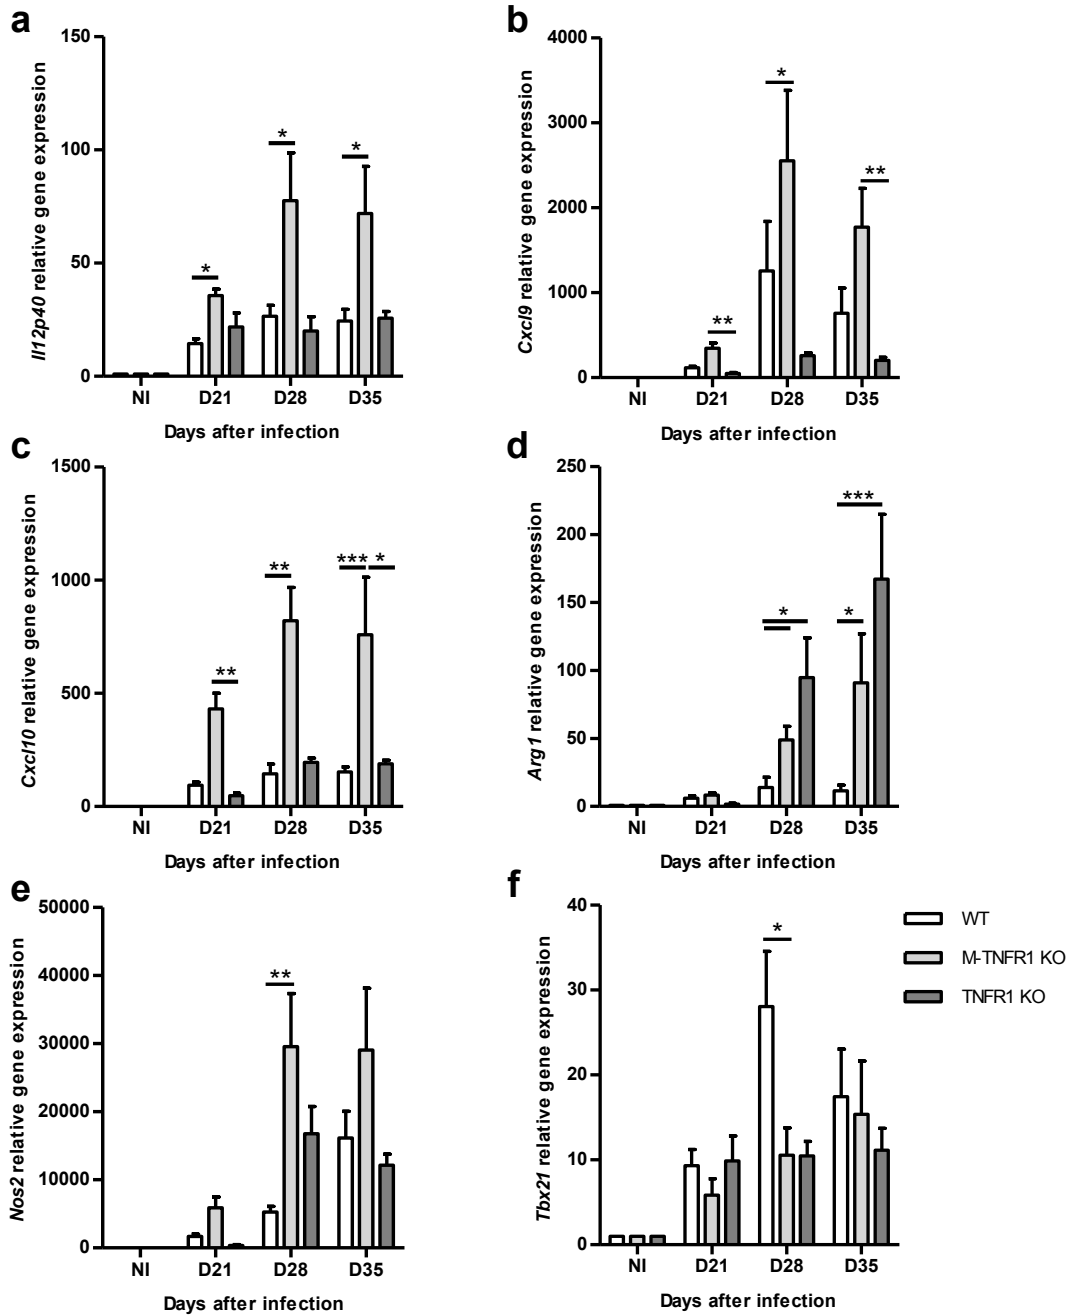 a
150
100
50
0
Il12p40 relative gene expression
*
*
*
NI D21 D28 D35
Days after infection
b
4000
3000
2000
1000
0
Cxcl9 relative gene expression
**
*
**
NI D21 D28 D35
Days after infection
c
1500
1000
500
0
Cxcl10 relative gene expression
**
**
*** *
NI D21 D28 D35
Days after infection
d
250
200
150
100
50
0
Arg1 relative gene expression
*
***
*
NI D21 D28 D35
Days after infection
e
50000
40000
30000
20000
10000
0
Nos2 relative gene expression
**
NI D21 D28 D35
Days after infection
f
40
30
20
10
0
Tbx21 relative gene expression
*
NI D21 D28 D35
Days after infection
WT
M-TNFR1 KO
TNFR1 KO